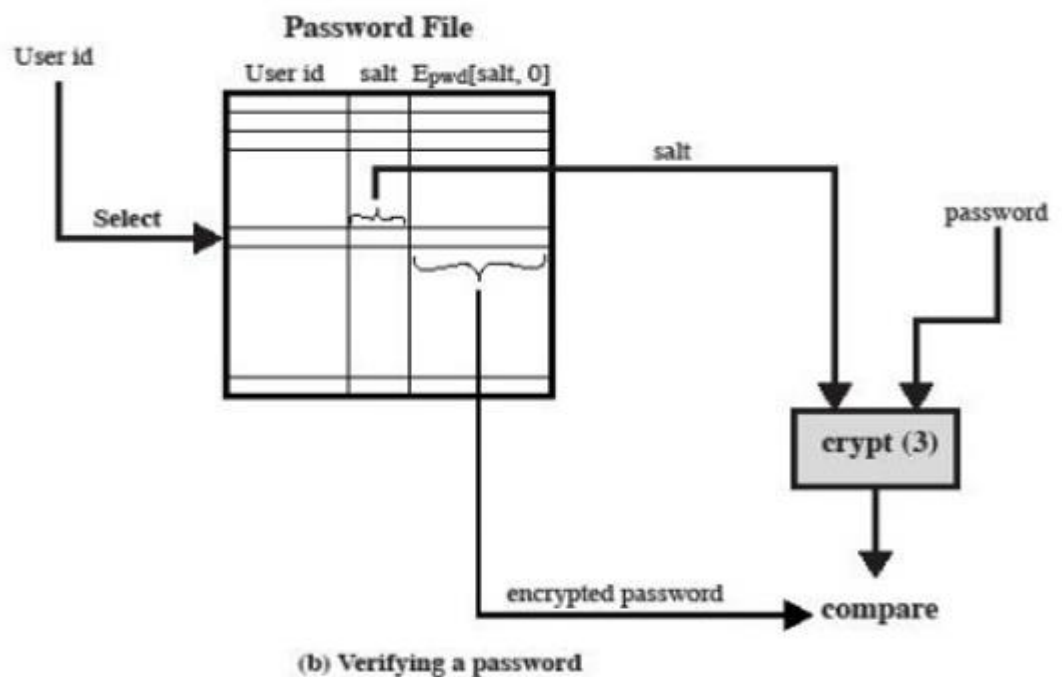 Password File
User id
User id salt Epwd[salt, 0]
salt
Select
password
crypt (3)
encrypted password
compare
(b) Verifying a password